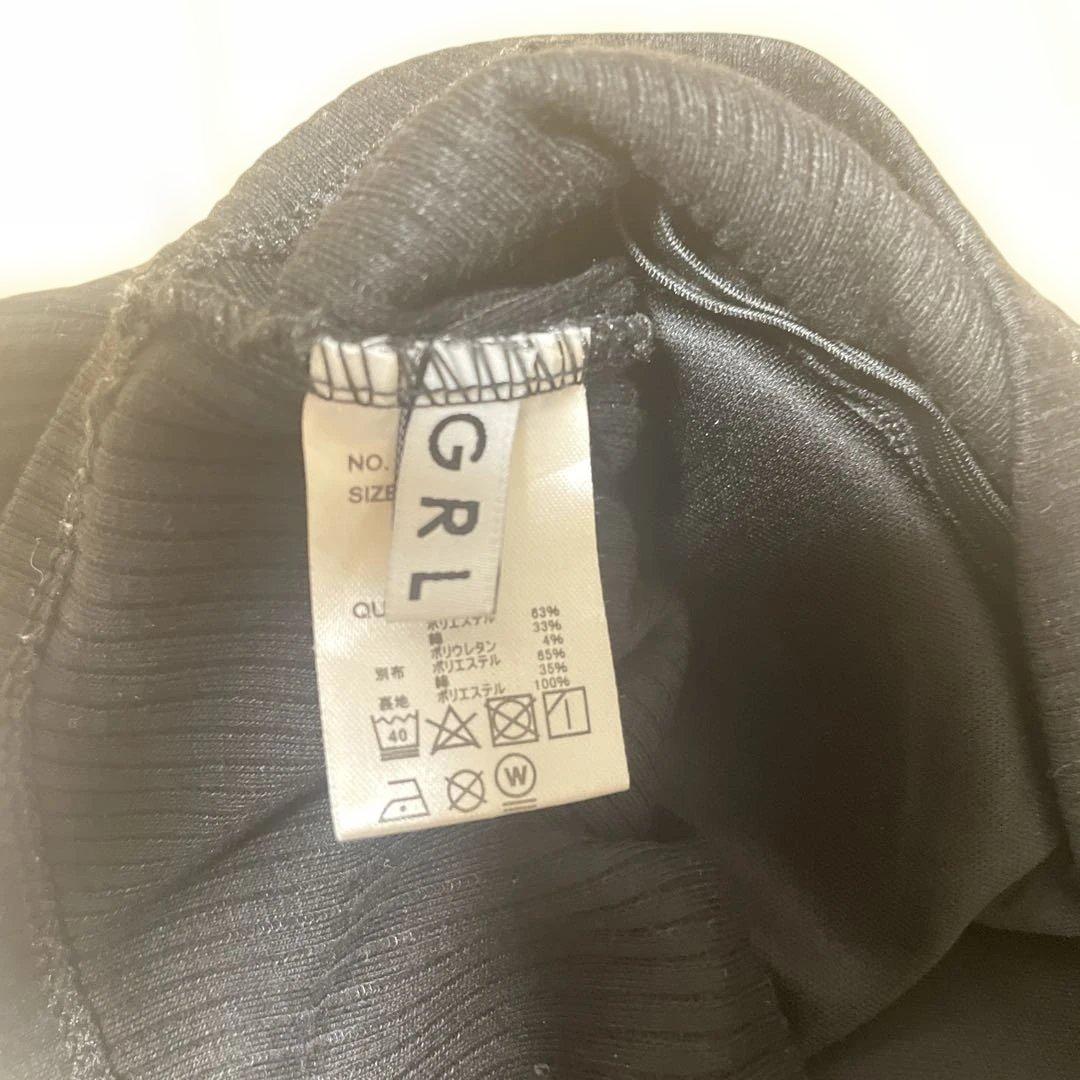 GRL
NO.
SIZE
QU
ポリエステル 63%
綿 33%
ポリウレタン 4%
別布 ポリエステル 65%
綿 35%
裏地 ポリエステル 100%
40
W